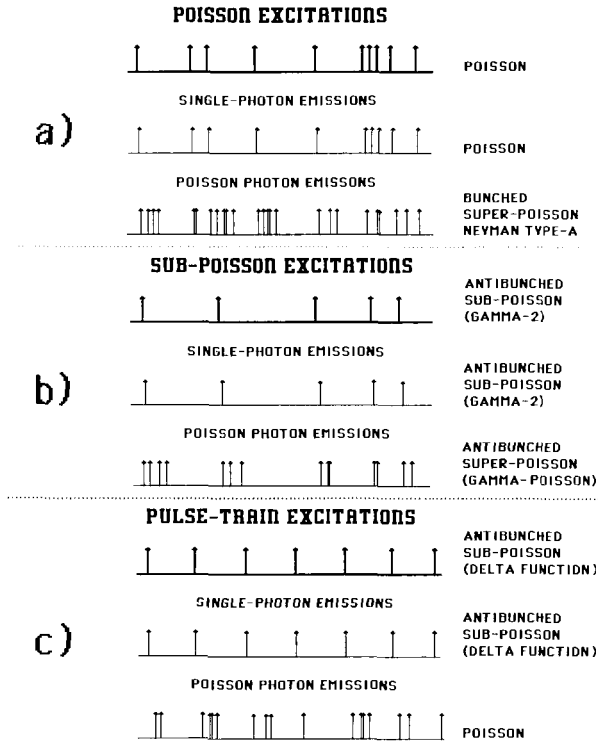 POISSON EXCITATIONS
POISSON
SINGLE-PHOTON EMISSIONS
a)
POISSON
POISSON PHOTON EMISSONS
BUNCHED
SUPER-POISSON
NEYMAN TYPE-A
SUB-POISSON EXCITATIONS
ANTIBUNCHED
SUB-POISSON
(GAMMA-2)
SINGLE-PHOTON EMISSIONS
b)
ANTIBUNCHED
SUB-POISSON
(GAMMA-2)
POISSON PHOTON EMISSIONS
ANTIBUNCHED
SUPER-POISSON
(GAMMA-POISSON)
PULSE-TRAIN EXCITATIONS
ANTIBUNCHED
SUB-POISSON
(DELTA FUNCTION)
SINGLE-PHOTON EMISSIONS
c)
ANTIBUNCHED
SUB-POISSON
(DELTA FUNCTION)
POISSON PHOTON EMISSIONS
POISSON